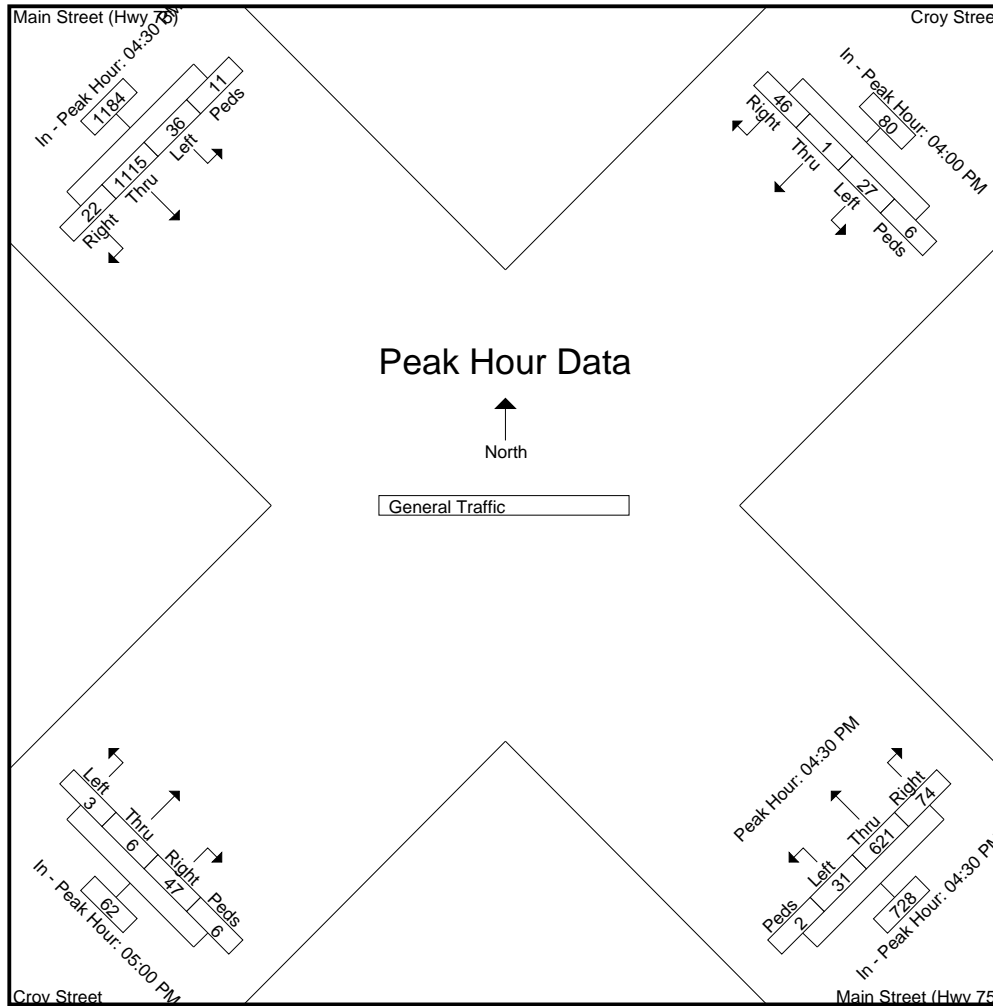 Main Street (Hwy 75)
Croy Street
In - Peak Hour: 04:30 PM
1184
22
1115
36
11
Right
Thru
Left
Peds
In - Peak Hour: 04:00 PM
80
46
1
27
6
Right
Thru
Left
Peds
Peak Hour Data
North
General Traffic
Left
Thru
Right
Peds
3
6
47
6
62
In - Peak Hour: 05:00 PM
Peak Hour: 04:30 PM
Peds
Left
Thru
Right
2
31
621
74
728
In - Peak Hour: 04:30 PM
Croy Street
Main Street (Hwy 75